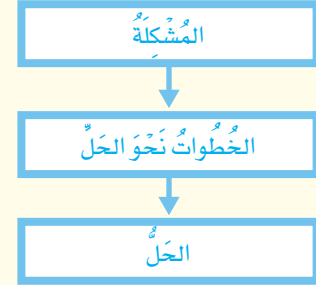 المُشْكِلَةُ
الخُطُواتُ نَحْوَ الحَلِّ
الحَلُّ